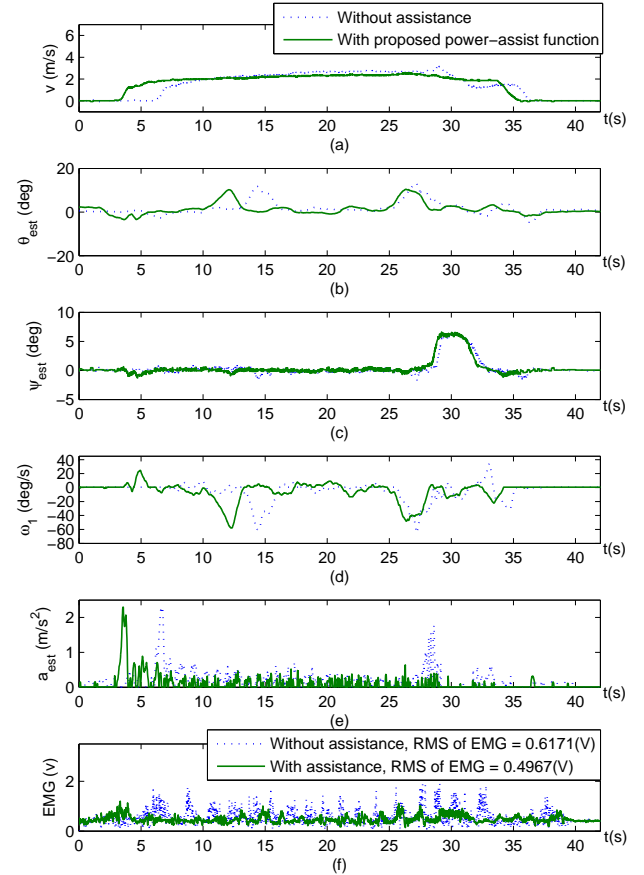 Without assistance
With proposed power−assist function
v (m/s)
6
4
2
0
0 5 10 15 20 25 30 35 40
t(s)
(a)
θest (deg)
20
0
−20
0 5 10 15 20 25 30 35 40
t(s)
(b)
ψest (deg)
10
5
0
−5
0 5 10 15 20 25 30 35 40
t(s)
(c)
ω1 (deg/s)
40
20
0
−20
−40
−60
−80
0 5 10 15 20 25 30 35 40
t(s)
(d)
aest (m/s2)
2
1
0
0 5 10 15 20 25 30 35 40
t(s)
(e)
Without assistance, RMS of EMG = 0.6171(V)
With assistance, RMS of EMG = 0.4967(V)
EMG (v)
2
0
0 5 10 15 20 25 30 35 40
t(s)
(f)